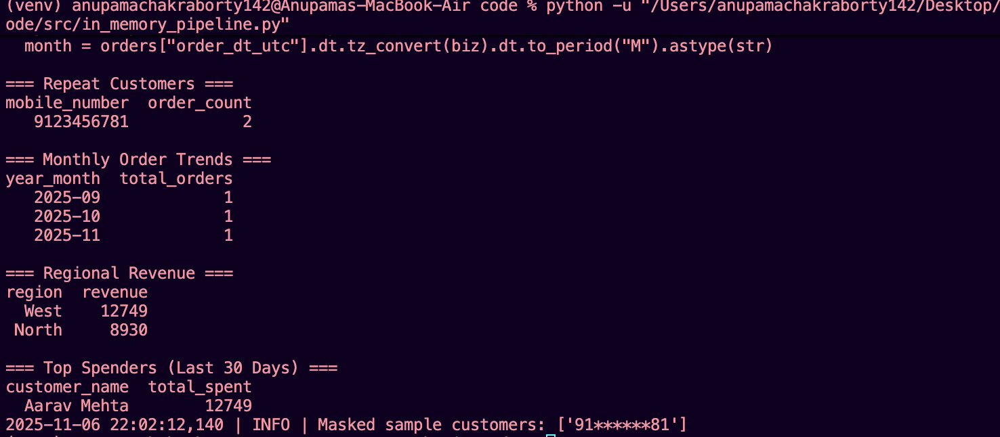 (venv) anupamachakraborty142@Anupamas-MacBook-Air code % python -u "/Users/anupamachakraborty142/Desktop/
ode/src/in_memory_pipeline.py"
month = orders["order_dt_utc"].dt.tz_convert(biz).dt.to_period("M").astype(str)
=== Repeat Customers ===
mobile_number order_count
9123456781 2
=== Monthly Order Trends ===
year_month total_orders
2025-09 1
2025-10 1
2025-11 1
=== Regional Revenue ===
region revenue
West 12749
North 8930
=== Top Spenders (Last 30 Days) ===
customer_name total_spent
Aarav Mehta 12749
2025-11-06 22:02:12,140 | INFO | Masked sample customers: ['91******81']